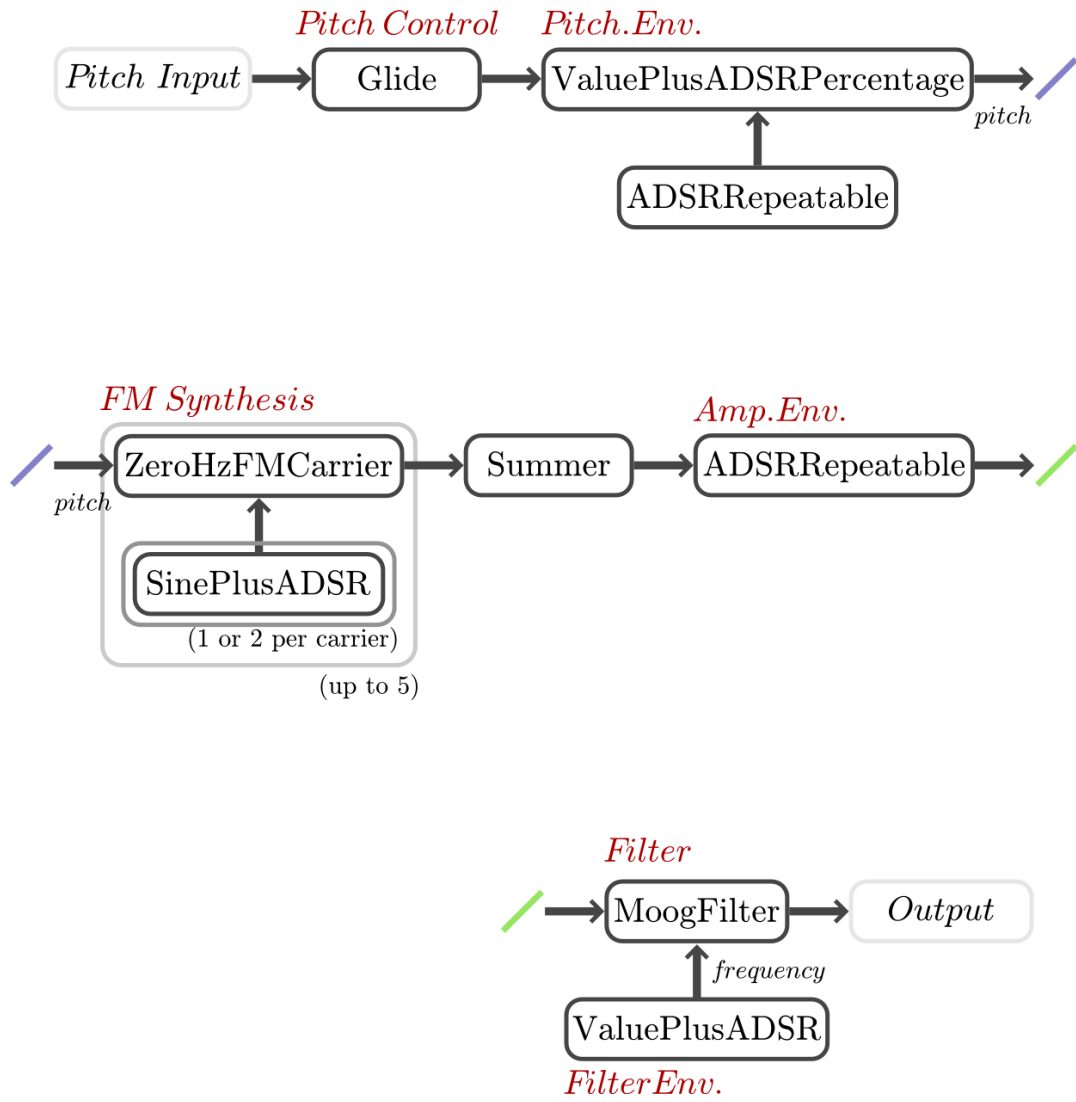 Pitch Control
Pitch.Env.
Pitch Input
Glide
ValuePlusADSRPercentage
pitch
ADSRRepeatable
FM Synthesis
Amp.Env.
ZeroHzFMCarrier
Summer
ADSRRepeatable
pitch
SinePlusADSR
(1 or 2 per carrier)
(up to 5)
Filter
MoogFilter
Output
frequency
ValuePlusADSR
FilterEnv.